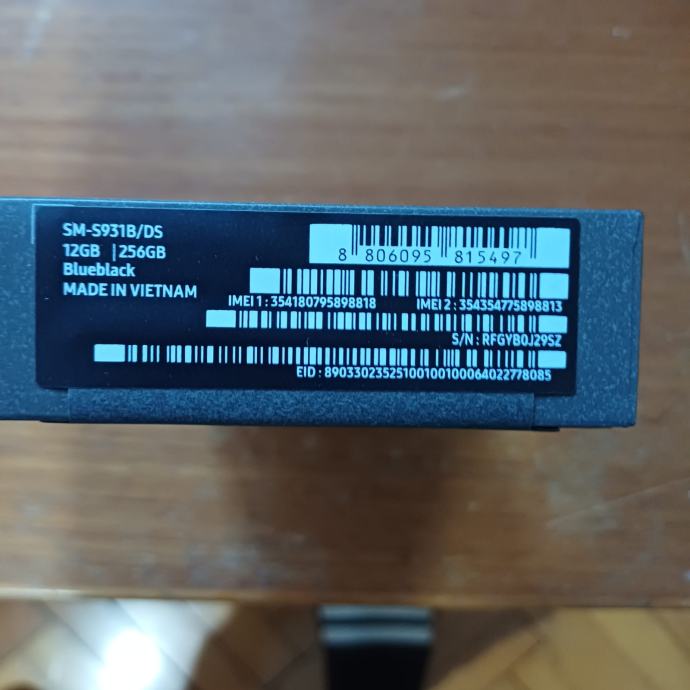 SM-S931B/DS
12GB | 256GB
Blueblack
MADE IN VIETNAM
8 806095 815497
IMEI 1 : 354180795898818 IMEI 2 : 354354775898813
S/N : RFGYB0J29SZ
EID : 89033023525100100100064022778085